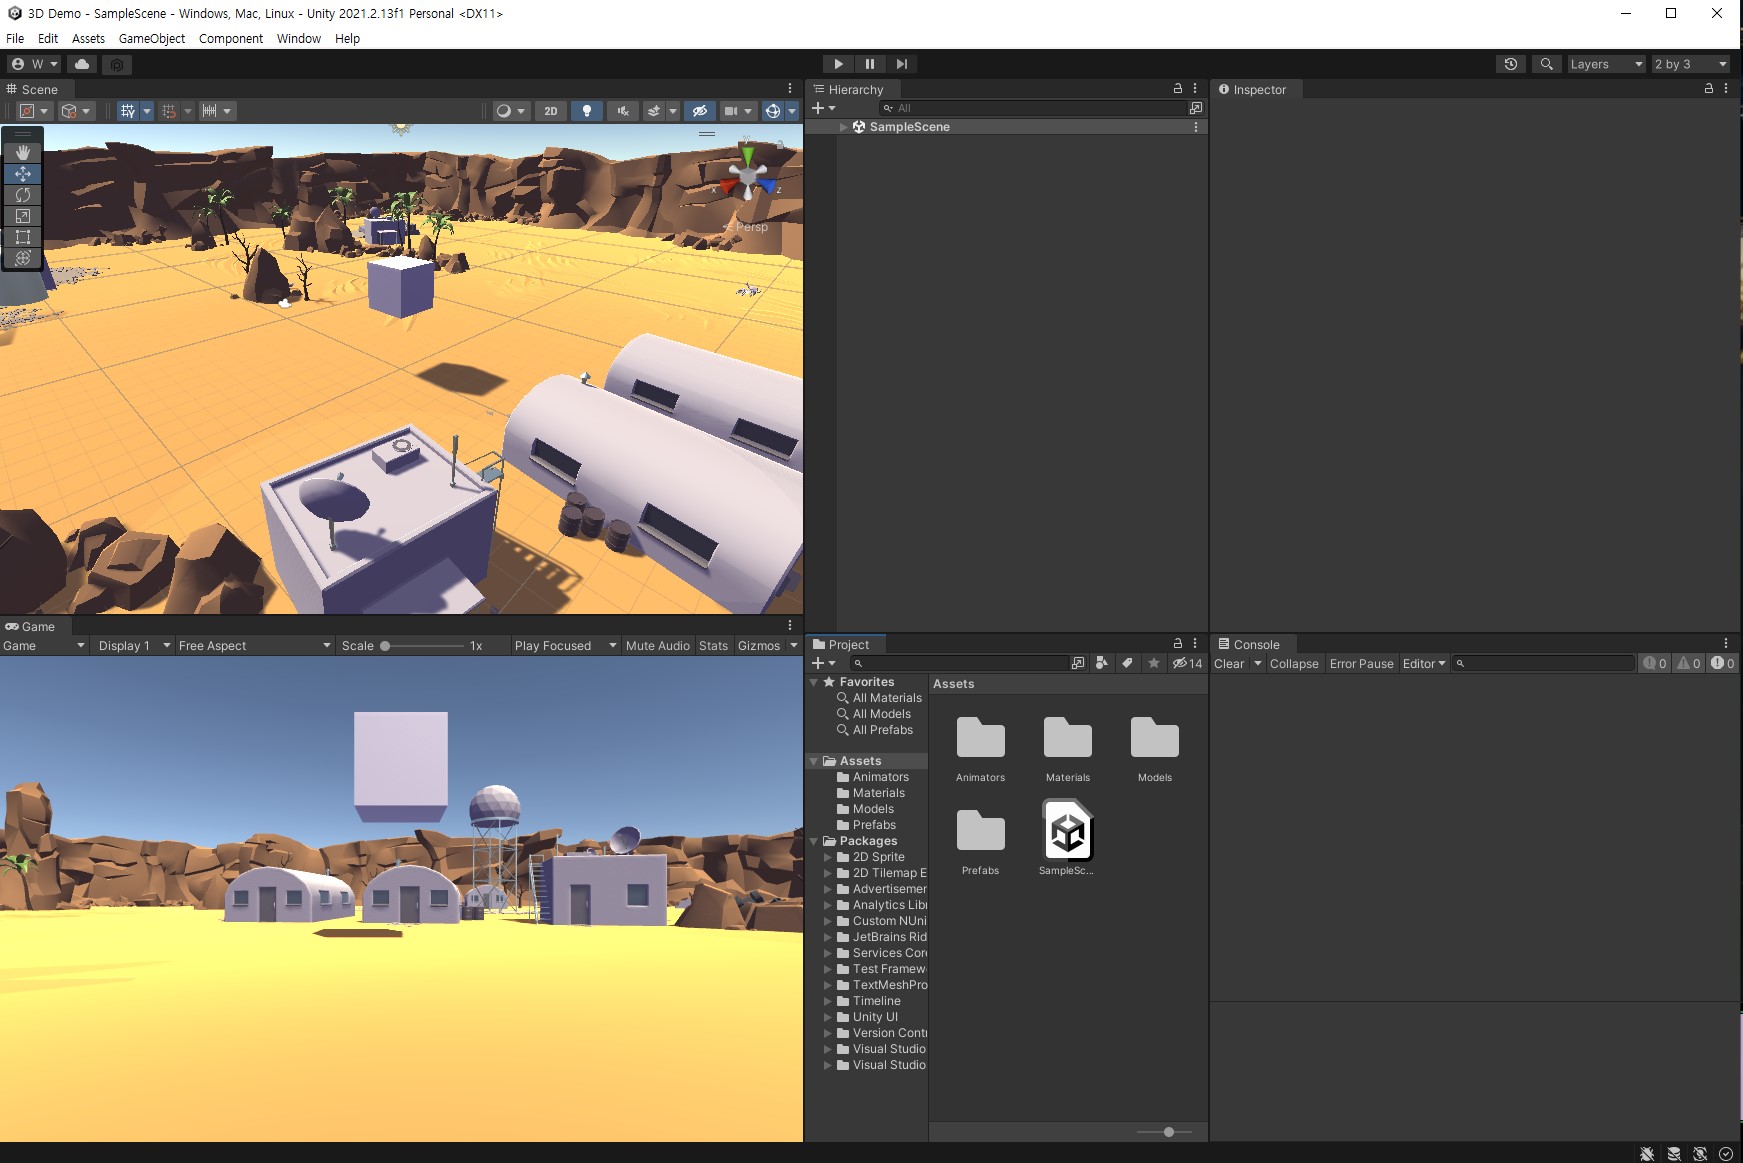 3D Demo - SampleScene - Windows, Mac, Linux - Unity 2021.2.13f1 Personal <DX11>
File Edit Assets GameObject Component Window Help
W
Layers
2 by 3
Scene
2D
x
y
z
Persp
Hierarchy
All
SampleScene
Inspector
Game
Game Display 1 Free Aspect Scale 1x Play Focused Mute Audio Stats Gizmos
Project
14
Favorites
All Materials
All Models
All Prefabs
Assets
Animators
Materials
Models
Prefabs
Packages
2D Sprite
2D Tilemap E
Advertisemer
Analytics Libr
Custom NUni
JetBrains Rid
Services Core
Test Framew
TextMeshPro
Timeline
Unity UI
Version Contr
Visual Studio
Visual Studio
Assets
Animators
Materials
Models
Prefabs
SampleSc...
Console
Clear Collapse Error Pause Editor 0 0 0